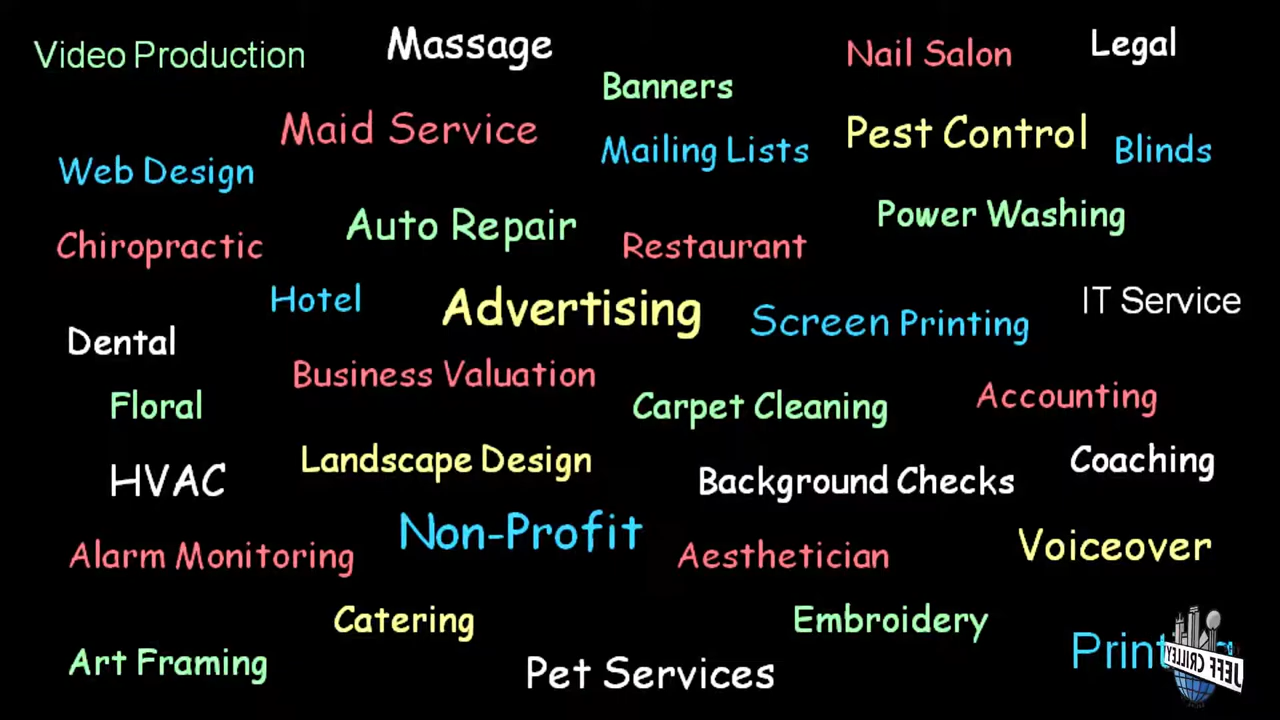 Video Production
Massage
Nail Salon
Legal
Banners
Maid Service
Mailing Lists
Pest Control
Blinds
Web Design
Auto Repair
Power Washing
Chiropractic
Restaurant
Hotel
Advertising
Screen Printing
IT Service
Dental
Business Valuation
Floral
Carpet Cleaning
Accounting
HVAC
Landscape Design
Background Checks
Coaching
Non-Profit
Alarm Monitoring
Aesthetician
Voiceover
Catering
Embroidery
Art Framing
Pet Services
JEFF CRILLEY